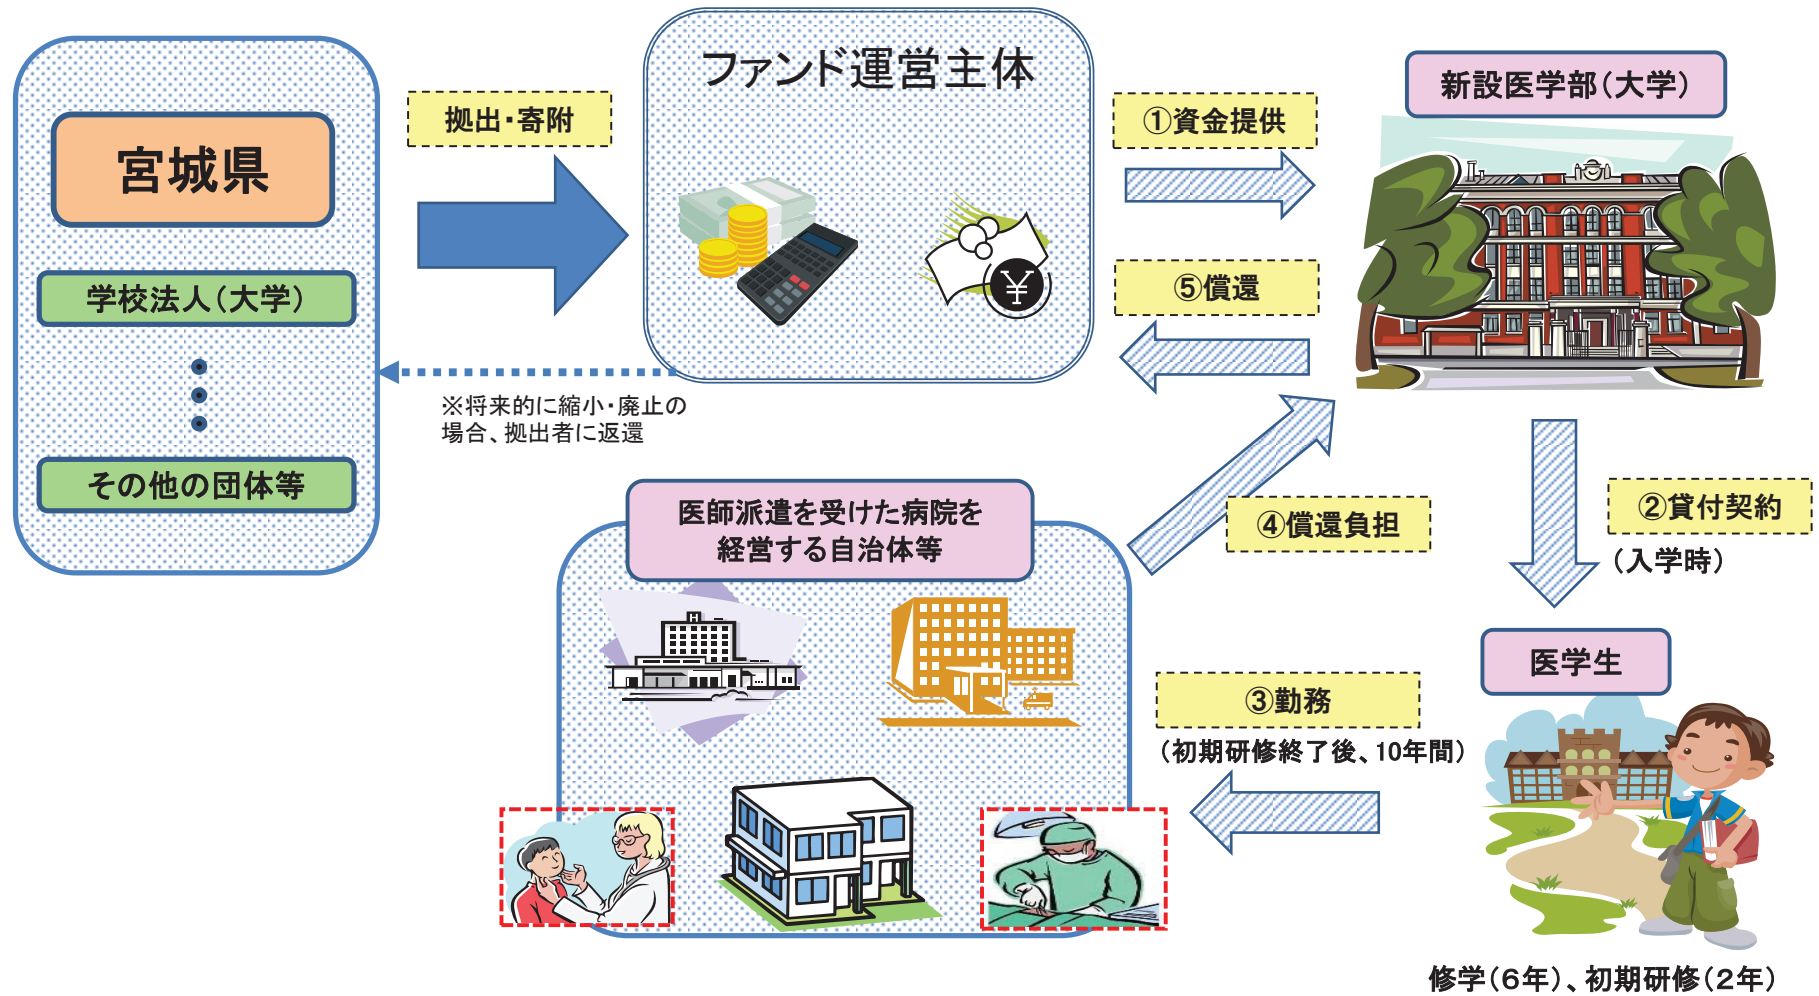 宮城県
学校法人（大学）
その他の団体等
拠出・寄附
ファンド運営主体
※将来的に縮小・廃止の
場合、拠出者に返還
①資金提供
⑤償還
新設医学部（大学）
②貸付契約
（入学時）
④償還負担
医師派遣を受けた病院を
経営する自治体等
H
医学生
③勤務
（初期研修終了後、10年間）
修学（６年）、初期研修（２年）